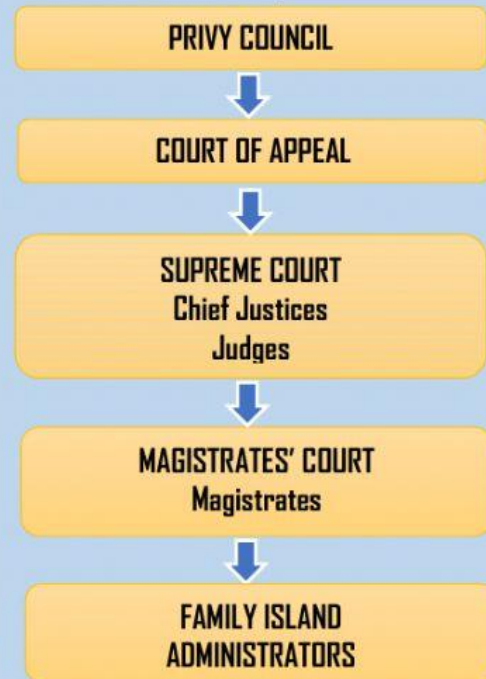 PRIVY COUNCIL
COURT OF APPEAL
SUPREME COURT
Chief Justices
Judges
MAGISTRATES' COURT
Magistrates
FAMILY ISLAND
ADMINISTRATORS